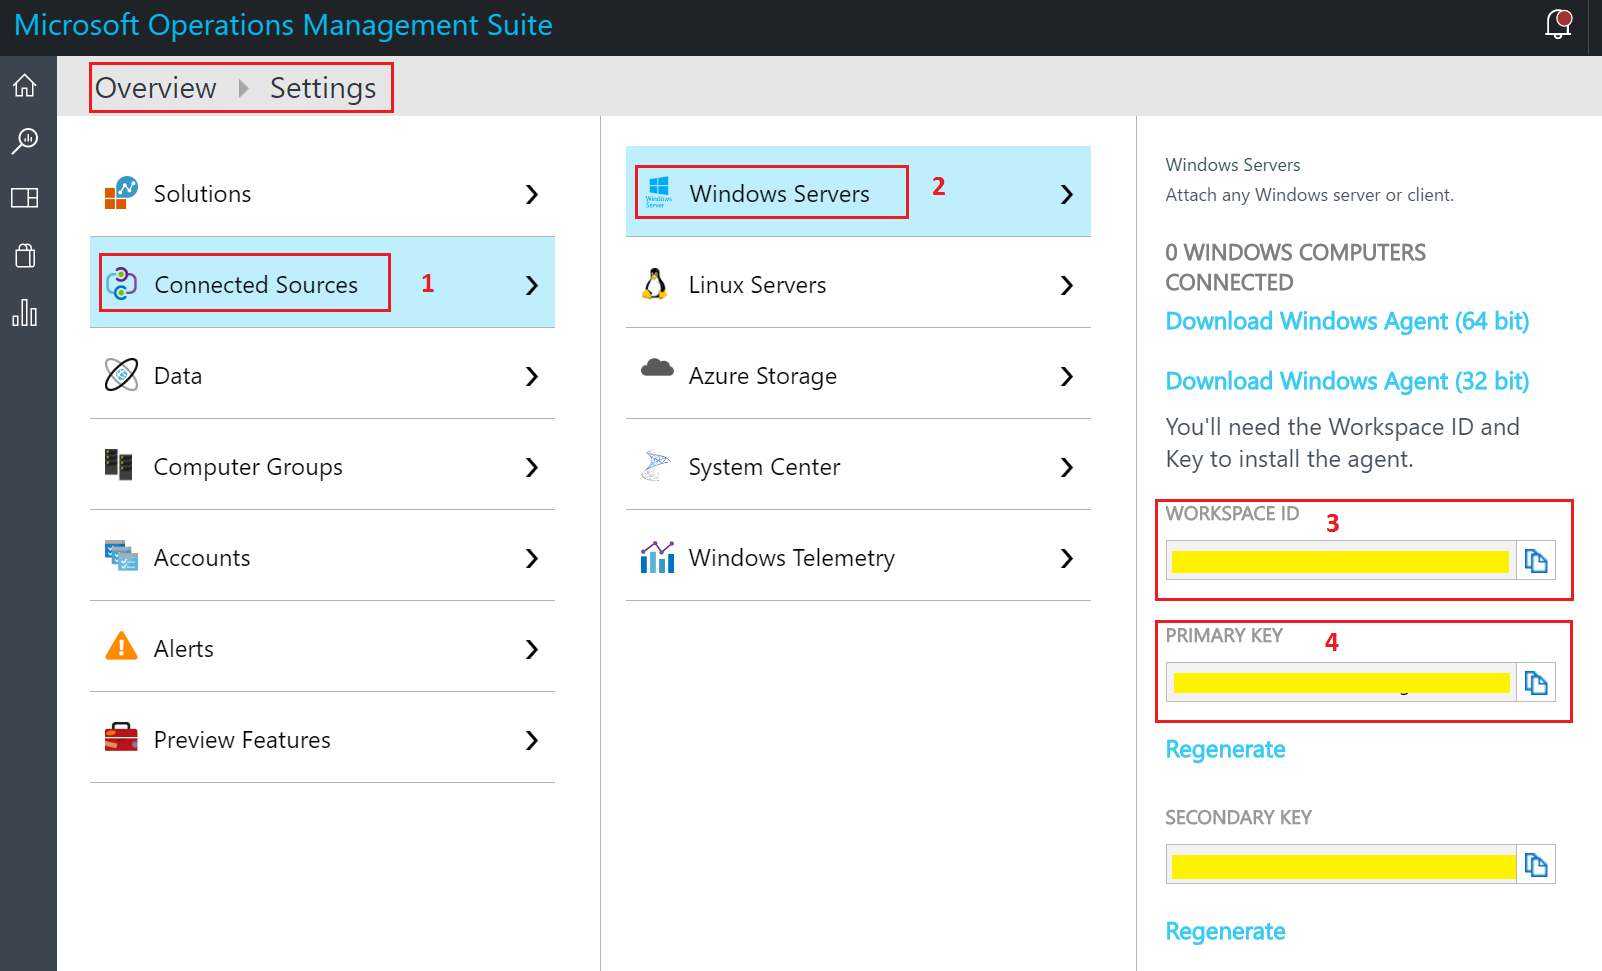 Microsoft Operations Management Suite
Overview Settings
Solutions
Connected Sources 1
Data
Computer Groups
Accounts
Alerts
Preview Features
Windows Server
Windows Servers 2
Linux Servers
Azure Storage
System Center
Windows Telemetry
Windows Servers
Attach any Windows server or client.
0 WINDOWS COMPUTERS
CONNECTED
Download Windows Agent (64 bit)
Download Windows Agent (32 bit)
You'll need the Workspace ID and
Key to install the agent.
WORKSPACE ID 3
PRIMARY KEY 4
Regenerate
SECONDARY KEY
Regenerate